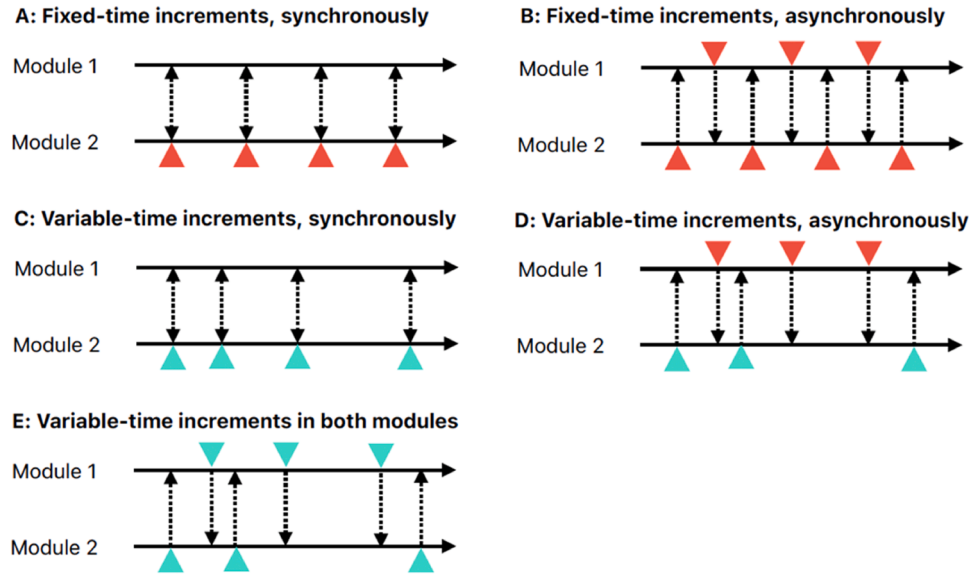 A: Fixed-time increments, synchronously
Module 1
Module 2
B: Fixed-time increments, asynchronously
Module 1
Module 2
C: Variable-time increments, synchronously
Module 1
Module 2
D: Variable-time increments, asynchronously
Module 1
Module 2
E: Variable-time increments in both modules
Module 1
Module 2